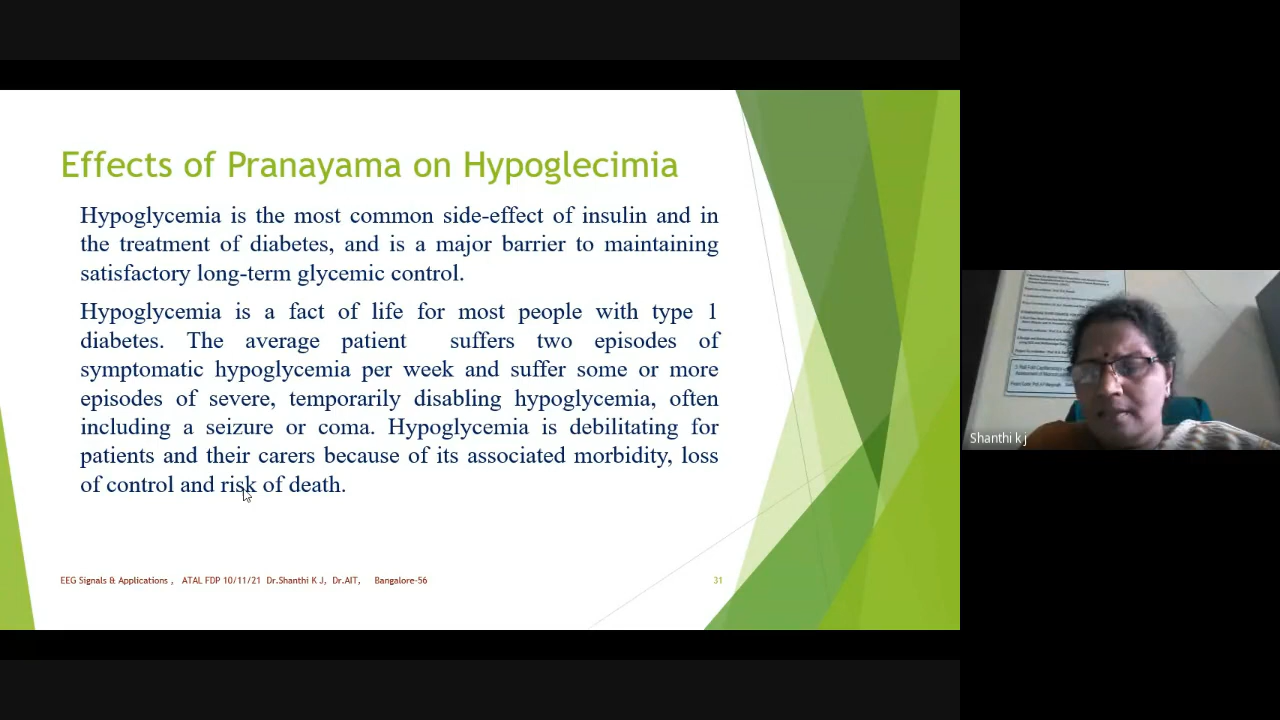 Effects of Pranayama on Hypoglecimia
Hypoglycemia is the most common side-effect of insulin and in
the treatment of diabetes, and is a major barrier to maintaining
satisfactory long-term glycemic control.
Hypoglycemia is a fact of life for most people with type 1
diabetes. The average patient suffers two episodes of
symptomatic hypoglycemia per week and suffer some or more
episodes of severe, temporarily disabling hypoglycemia, often
including a seizure or coma. Hypoglycemia is debilitating for
patients and their carers because of its associated morbidity, loss
of control and risk of death.
EEG Signals & Applications , ATAL FDP 10/11/21 Dr.Shanthi K J, Dr.AIT, Bangalore-56
31
Shanthi k j